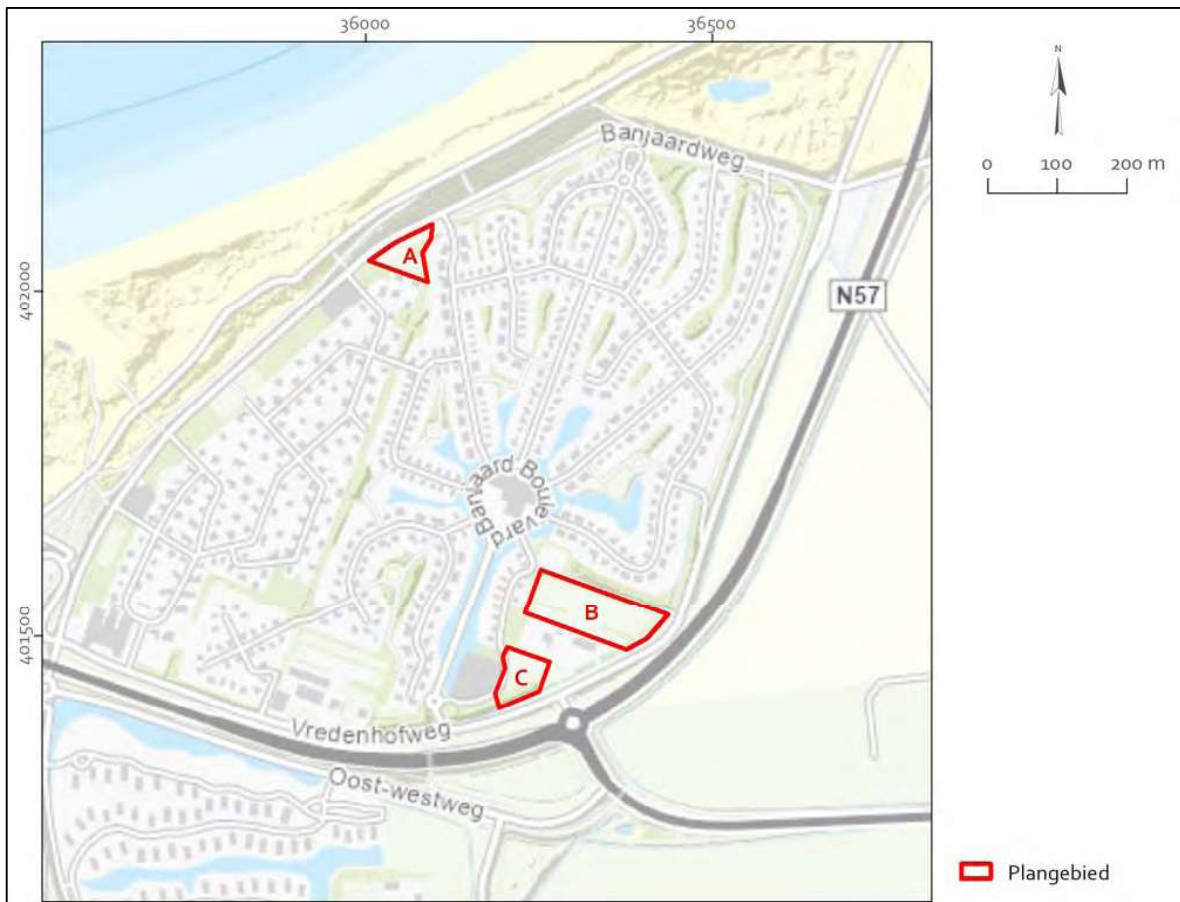 36000
36500
N
0 100 200 m
Banjaardweg
A
402000
N57
Banjaard Boulevard
B
401500
C
Vredenhofweg
Oost-westweg
Plangebied